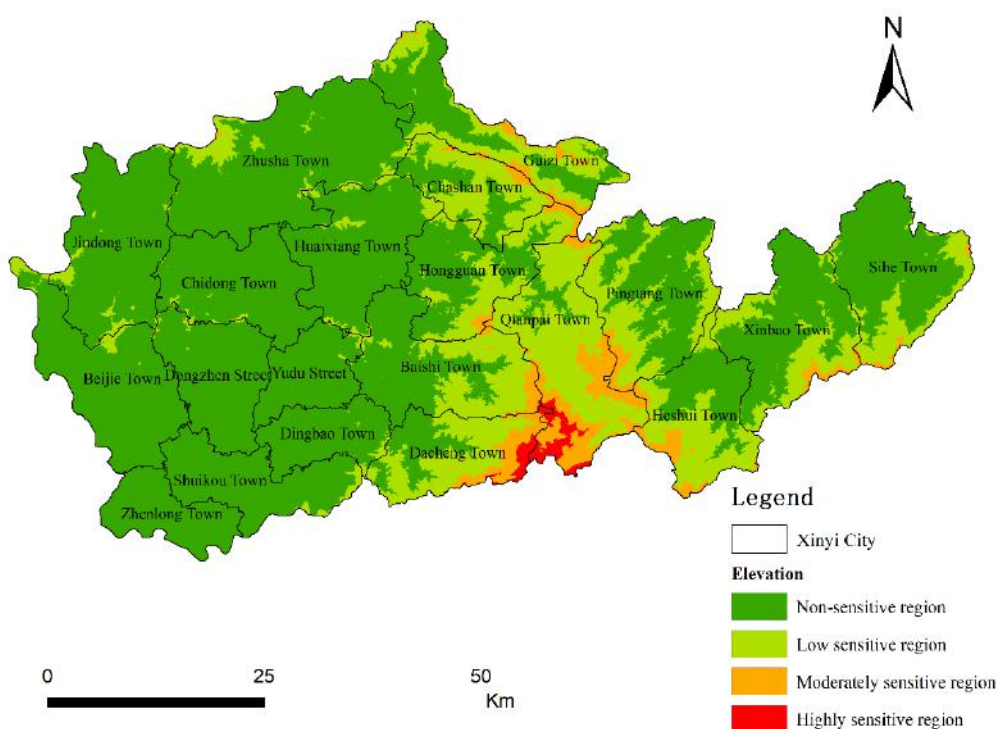 N
Zhusha Town
Guizi Town
Chashan Town
Jindong Town
Huaixiang Town
Sihe Town
Hongguan Town
Chidong Town
Pingtang Town
Qianpai Town
Xinbao Town
Baishi Town
Beijie Town
Dongzhen Street
Yudu Street
Heshui Town
Dingbao Town
Dacheng Town
Shuikou Town
Zhenlong Town
Legend
Xinyi City
Elevation
Non-sensitive region
Low sensitive region
Moderately sensitive region
Highly sensitive region
0 25 50
Km